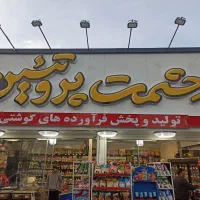 حشمت پروتئین
تولید و پخش فرآورده های گوشتی